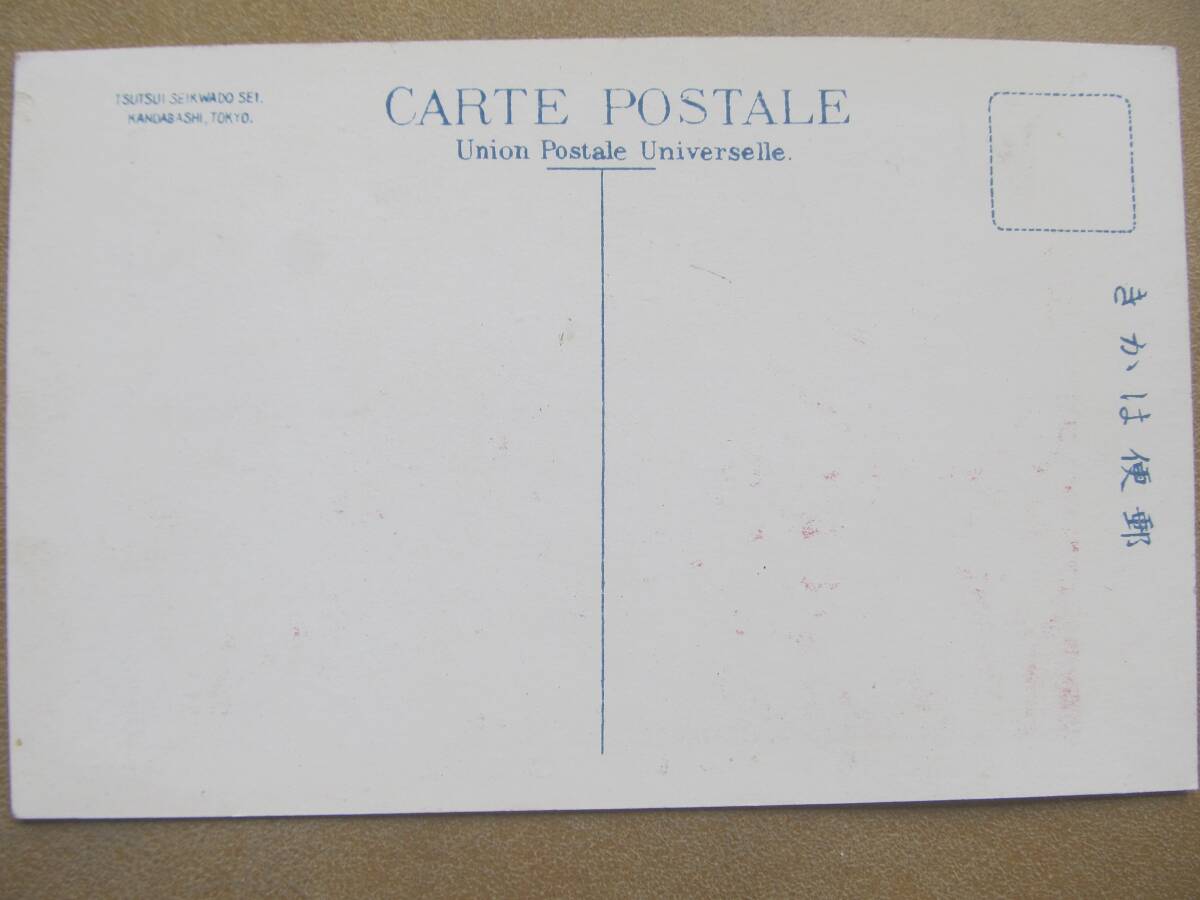 TSUTSUI SEIKWADO SEI.
KANDABASHI, TOKYO.
CARTE POSTALE
Union Postale Universelle.
きかは便郵